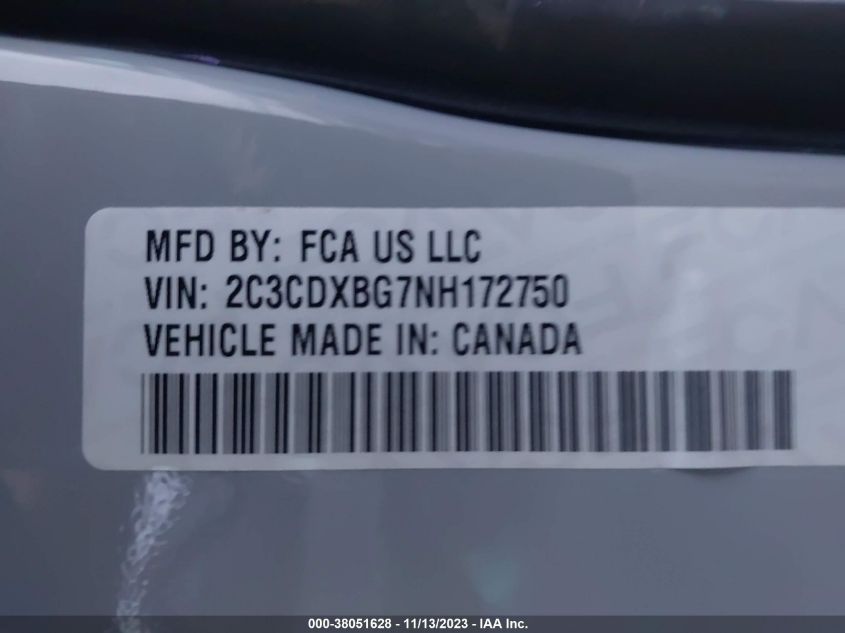 MFD BY: FCA US LLC
VIN: 2C3CDXBG7NH172750
VEHICLE MADE IN: CANADA
000-38051628 - 11/13/2023 - IAA Inc.